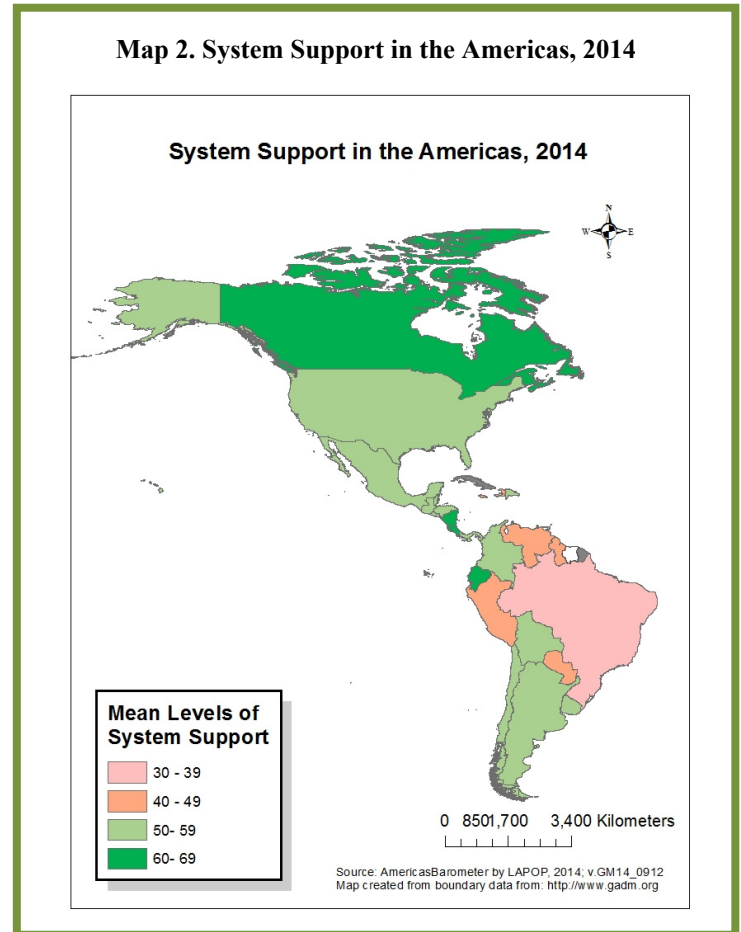 Map 2. System Support in the Americas, 2014
System Support in the Americas, 2014
N
W E
S
Mean Levels of
System Support
30 - 39
40 - 49
50- 59
60- 69
0 8501,700 3,400 Kilometers
Source: AmericasBarometer by LAPOP, 2014; v.GM14_0912
Map created from boundary data from: http://www.gadm.org